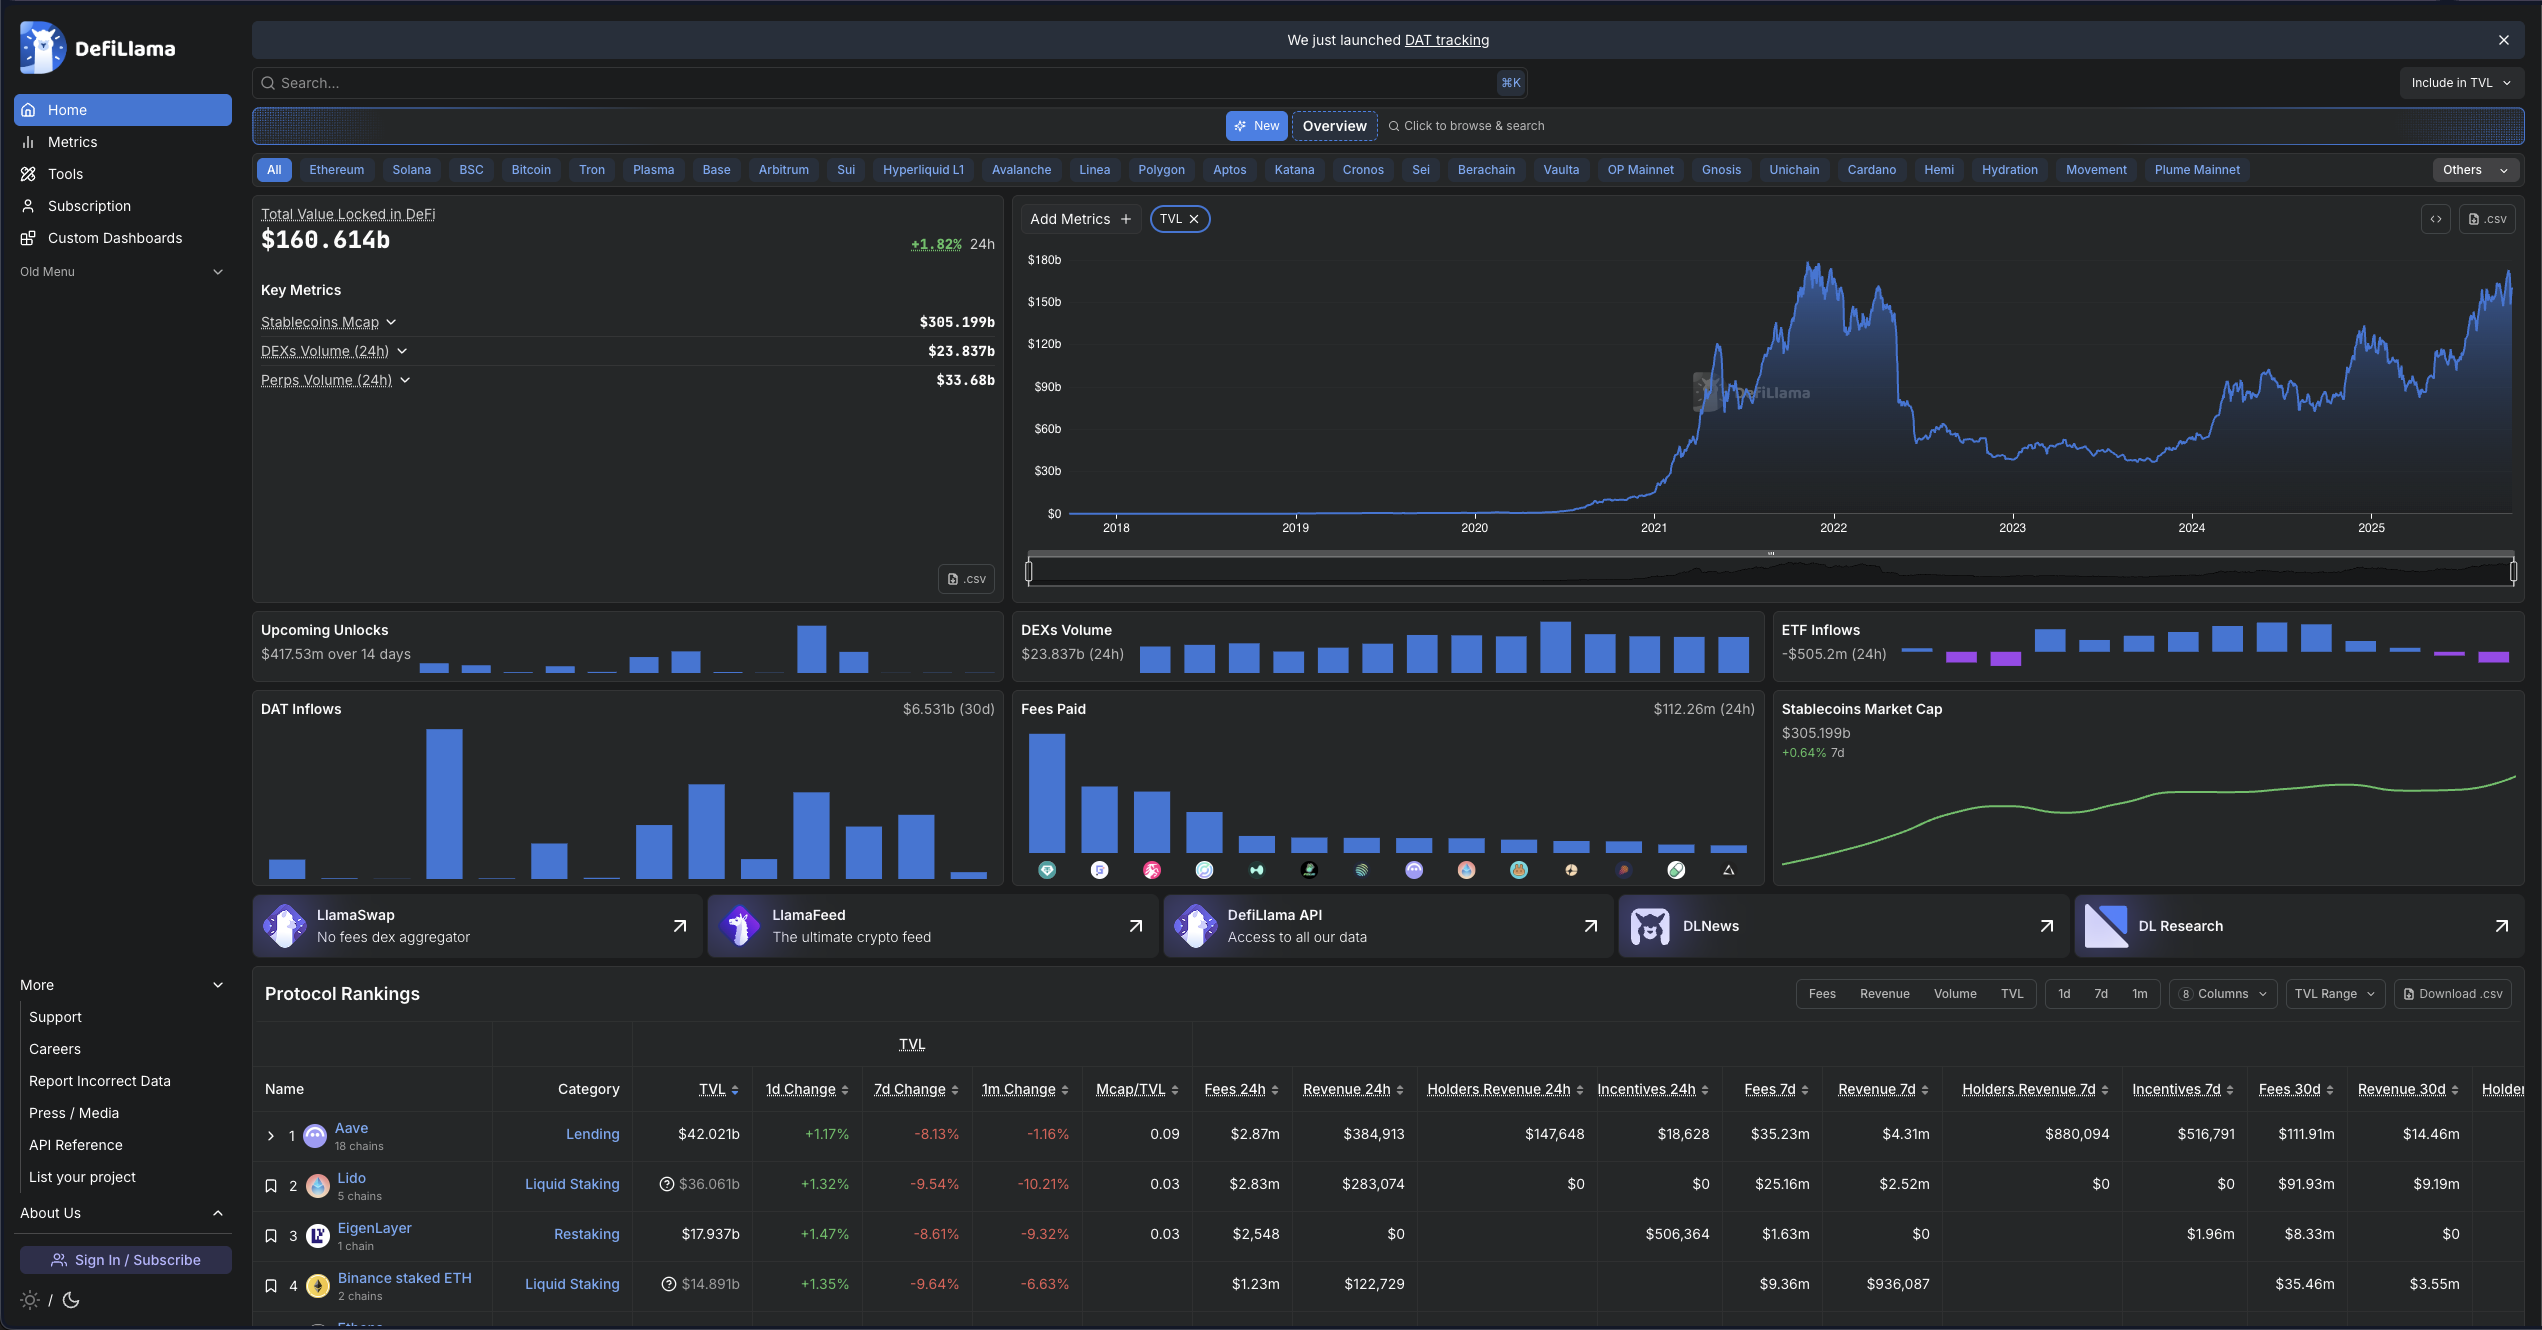 DefiLlama
Home
Metrics
Tools
Subscription
Custom Dashboards
Old Menu
More
Support
Careers
Report Incorrect Data
Press / Media
API Reference
List your project
About Us
Sign In / Subscribe
/
We just launched DAT tracking
Search...
⌘K
Include in TVL
New
Overview
Click to browse & search
All Ethereum Solana BSC Bitcoin Tron Plasma Base Arbitrum Sui Hyperliquid L1 Avalanche Linea Polygon Aptos Katana Cronos Sei Berachain Vaulta OP Mainnet Gnosis Unichain Cardano Hemi Hydration Movement Plume Mainnet Others
Total Value Locked in DeFi
$160.614b
+1.82% 24h
Key Metrics
Stablecoins Mcap $305.199b
DEXs Volume (24h) $23.837b
Perps Volume (24h) $33.68b
.csv
Add Metrics +
TVL
.csv
$180b
$150b
$120b
$90b
$60b
$30b
$0
DefiLlama
2018 2019 2020 2021 2022 2023 2024 2025
Upcoming Unlocks
$417.53m over 14 days
DEXs Volume
$23.837b (24h)
ETF Inflows
-$505.2m (24h)
DAT Inflows
$6.531b (30d)
Fees Paid
$112.26m (24h)
Stablecoins Market Cap
$305.199b
+0.64% 7d
LlamaSwap
No fees dex aggregator
LlamaFeed
The ultimate crypto feed
DefiLlama API
Access to all our data
DLNews
DL Research
Protocol Rankings
Fees Revenue Volume TVL
1d 7d 1m
8 Columns
TVL Range
Download .csv
TVL
Name Category TVL 1d Change 7d Change 1m Change Mcap/TVL Fees 24h Revenue 24h Holders Revenue 24h Incentives 24h Fees 7d Revenue 7d Holders Revenue 7d Incentives 7d Fees 30d Revenue 30d Holder
1 Aave Lending $42.021b +1.17% -8.13% -1.16% 0.09 $2.87m $384,913 $147,648 $18,628 $35.23m $4.31m $880,094 $516,791 $111.91m $14.46m
18 chains
2 Lido Liquid Staking $36.061b +1.32% -9.54% -10.21% 0.03 $2.83m $283,074 $0 $0 $25.16m $2.52m $0 $0 $91.93m $9.19m
5 chains
3 EigenLayer Restaking $17.937b +1.47% -8.61% -9.32% 0.03 $2,548 $0 $506,364 $1.63m $0 $1.96m $8.33m $0
1 chain
4 Binance staked ETH Liquid Staking $14.891b +1.35% -9.64% -6.63% $1.23m $122,729 $9.36m $936,087 $35.46m $3.55m
2 chains